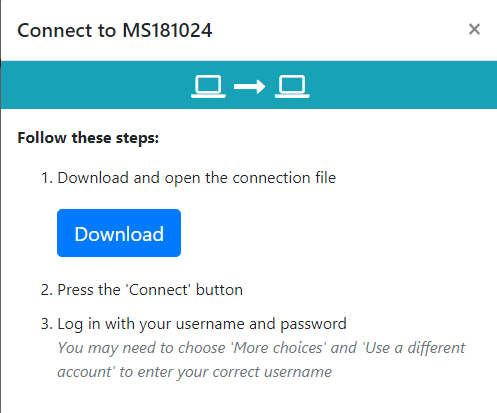 Connect to MS181024 ×
Follow these steps:
1. Download and open the connection file
Download
2. Press the 'Connect' button
3. Log in with your username and password
You may need to choose 'More choices' and 'Use a different
account' to enter your correct username